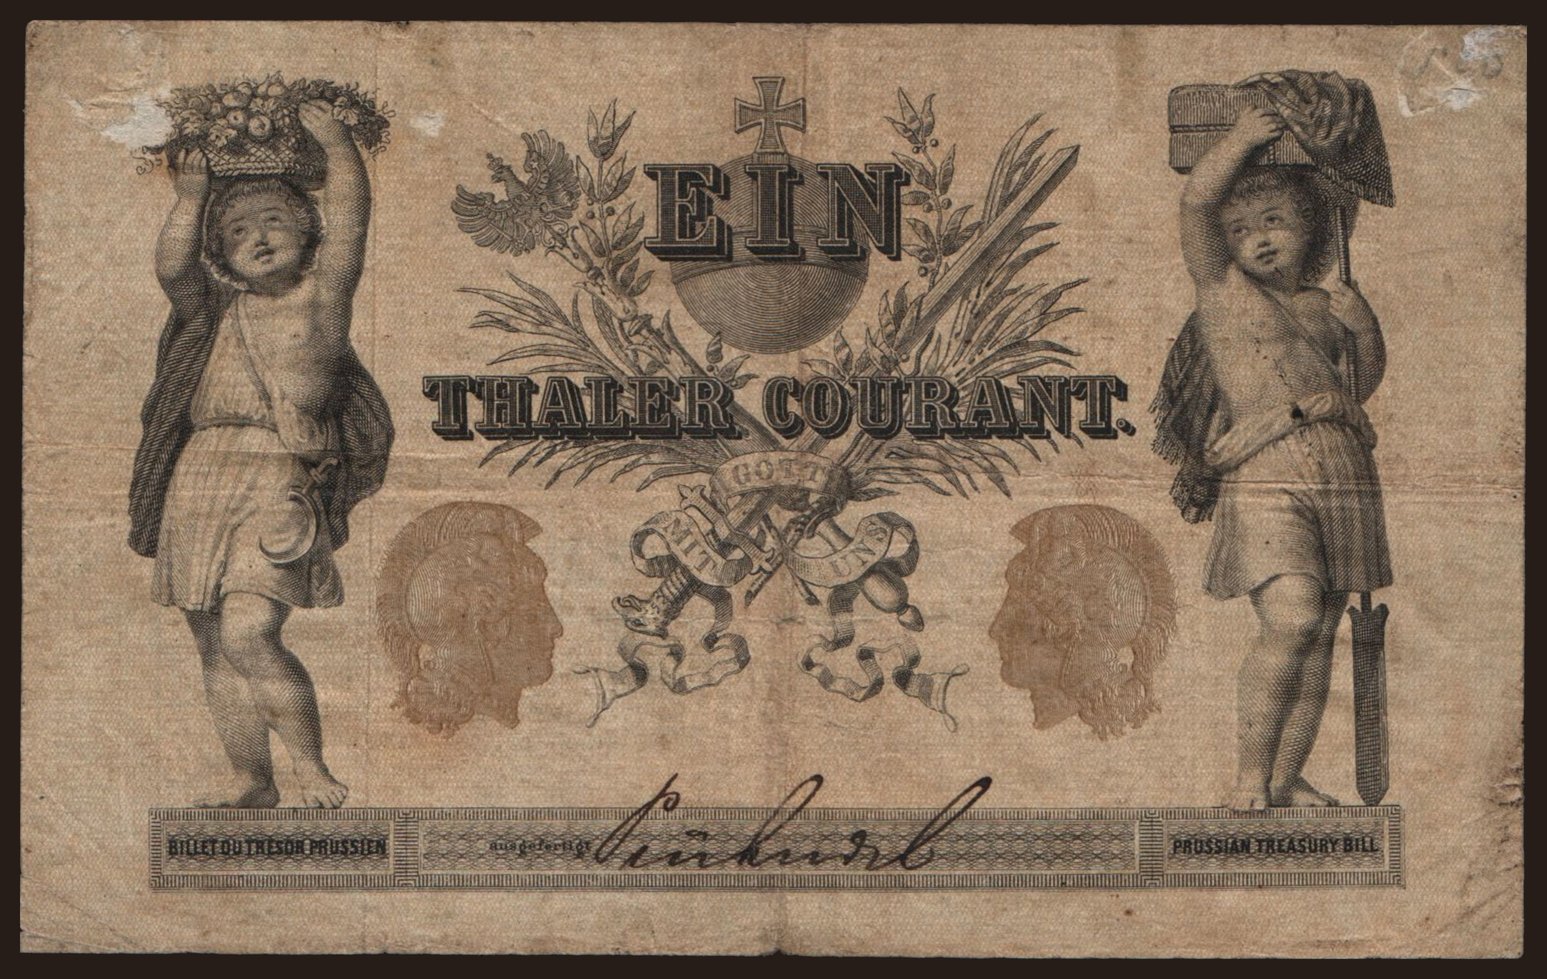 EIN
THALER COURANT.
GOTT
MIT UNS
BILLET DU TRESOR PRUSSIEN
ausgefertigt
PRUSSIAN TREASURY BILL